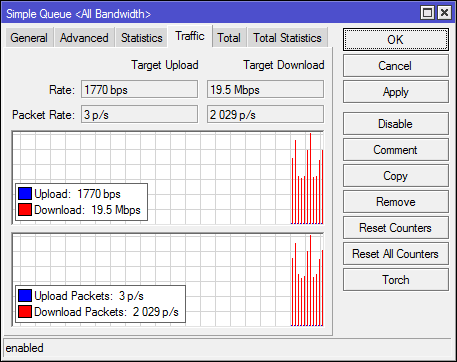 Simple Queue <All Bandwidth>
General Advanced Statistics Traffic Total Total Statistics
Target Upload Target Download
Rate: 1770 bps 19.5 Mbps
Packet Rate: 3 p/s 2 029 p/s
Upload: 1770 bps
Download: 19.5 Mbps
Upload Packets: 3 p/s
Download Packets: 2 029 p/s
OK
Cancel
Apply
Disable
Comment
Copy
Remove
Reset Counters
Reset All Counters
Torch
enabled